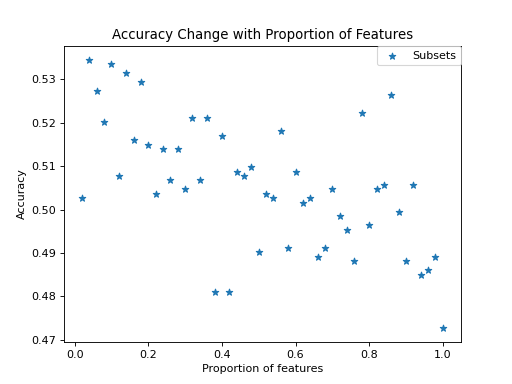 Accuracy Change with Proportion of Features
Subsets
0.53
0.52
0.51
0.50
0.49
0.48
0.47
Accuracy
0.0 0.2 0.4 0.6 0.8 1.0
Proportion of features